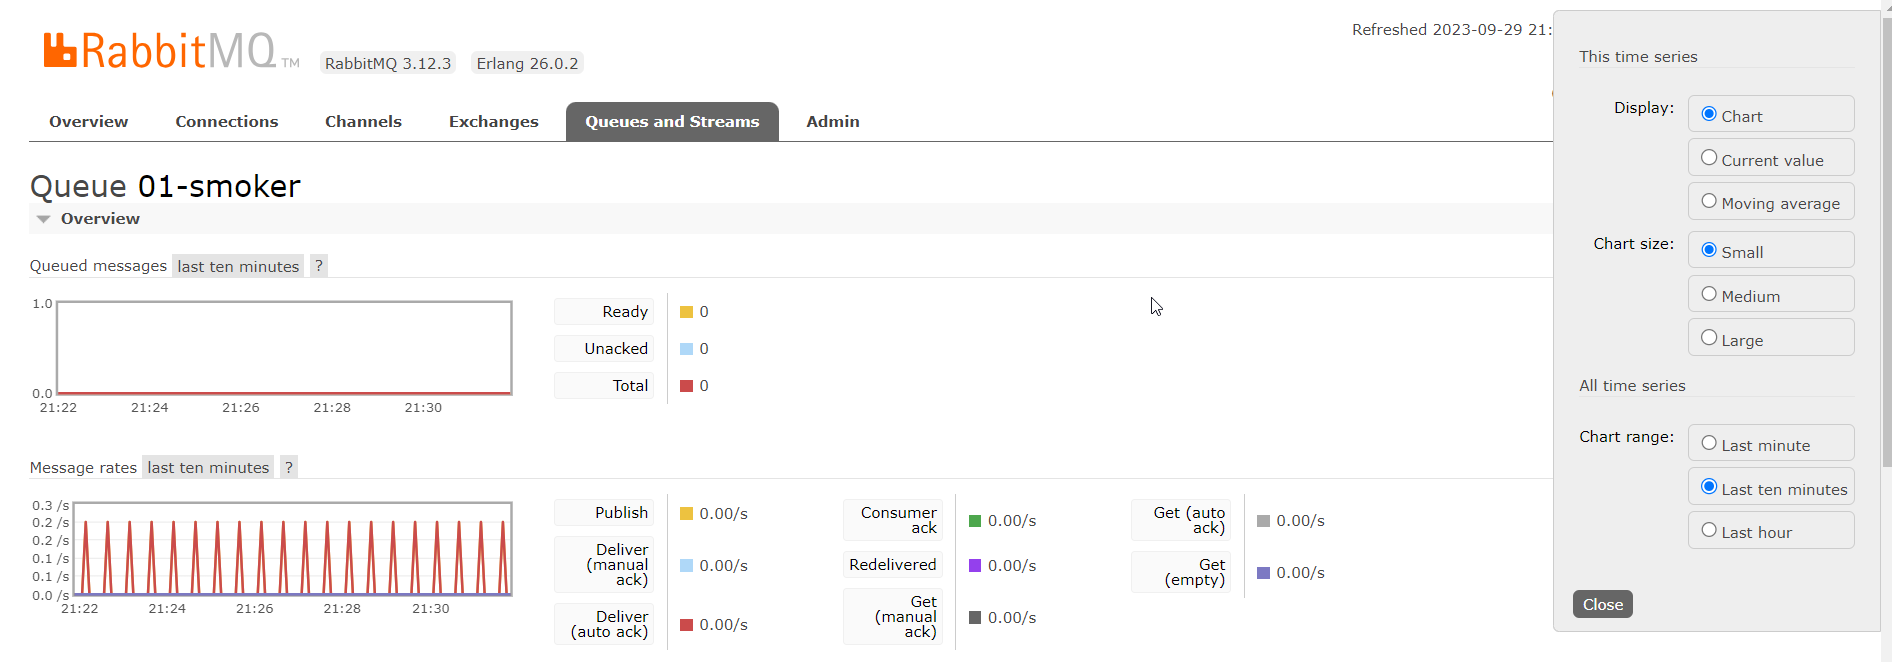 RabbitMQ™ RabbitMQ 3.12.3 Erlang 26.0.2
Refreshed 2023-09-29 21:
Overview Connections Channels Exchanges Queues and Streams Admin
Queue 01-smoker
Overview
Queued messages last ten minutes ?
1.0
0.0
21:22 21:24 21:26 21:28 21:30
Ready 0
Unacked 0
Total 0
Message rates last ten minutes ?
0.3 /s
0.2 /s
0.2 /s
0.1 /s
0.1 /s
0.0 /s
21:22 21:24 21:26 21:28 21:30
Publish 0.00/s
Deliver
(manual
ack) 0.00/s
Deliver
(auto ack) 0.00/s
Consumer
ack 0.00/s
Redelivered 0.00/s
Get
(manual
ack) 0.00/s
Get (auto
ack) 0.00/s
Get
(empty) 0.00/s
This time series
Display: Chart
Current value
Moving average
Chart size: Small
Medium
Large
All time series
Chart range: Last minute
Last ten minutes
Last hour
Close